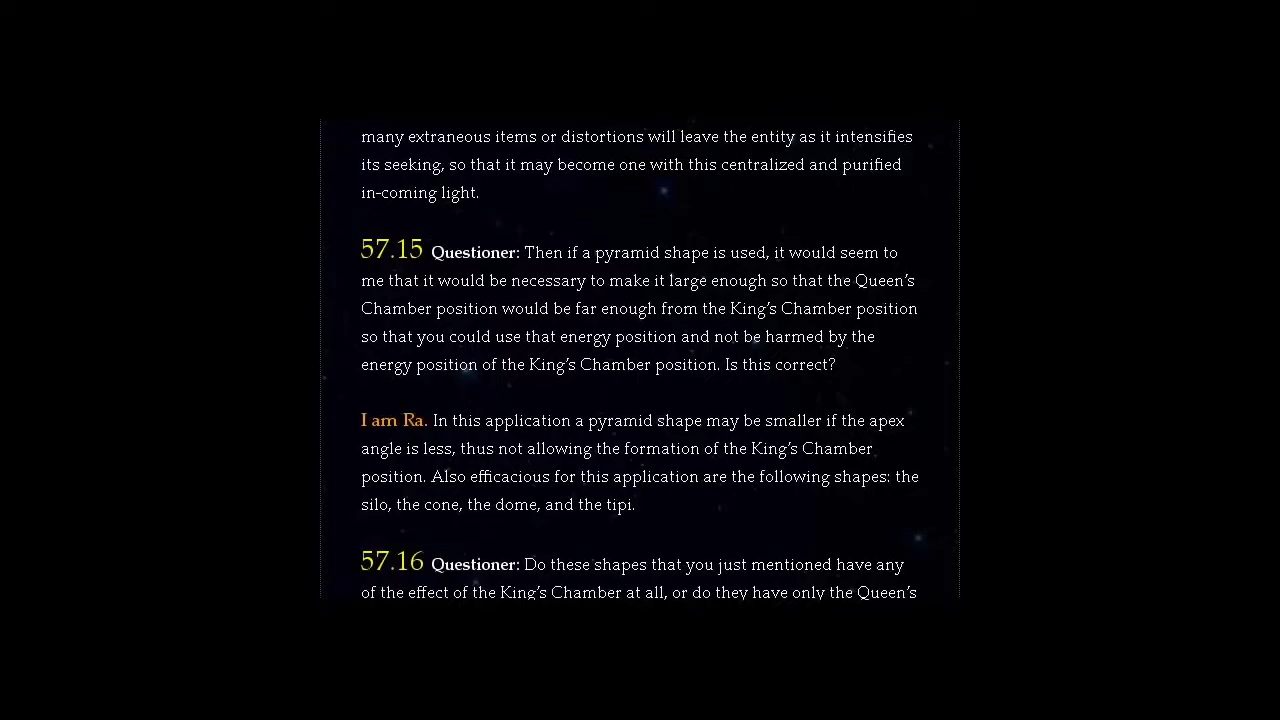 many extraneous items or distortions will leave the entity as it intensifies
its seeking, so that it may become one with this centralized and purified
in-coming light.
57.15 Questioner: Then if a pyramid shape is used, it would seem to
me that it would be necessary to make it large enough so that the Queen’s
Chamber position would be far enough from the King’s Chamber position
so that you could use that energy position and not be harmed by the
energy position of the King’s Chamber position. Is this correct?
I am Ra. In this application a pyramid shape may be smaller if the apex
angle is less, thus not allowing the formation of the King’s Chamber
position. Also efficacious for this application are the following shapes: the
silo, the cone, the dome, and the tipi.
57.16 Questioner: Do these shapes that you just mentioned have any
of the effect of the King’s Chamber at all, or do they have only the Queen’s